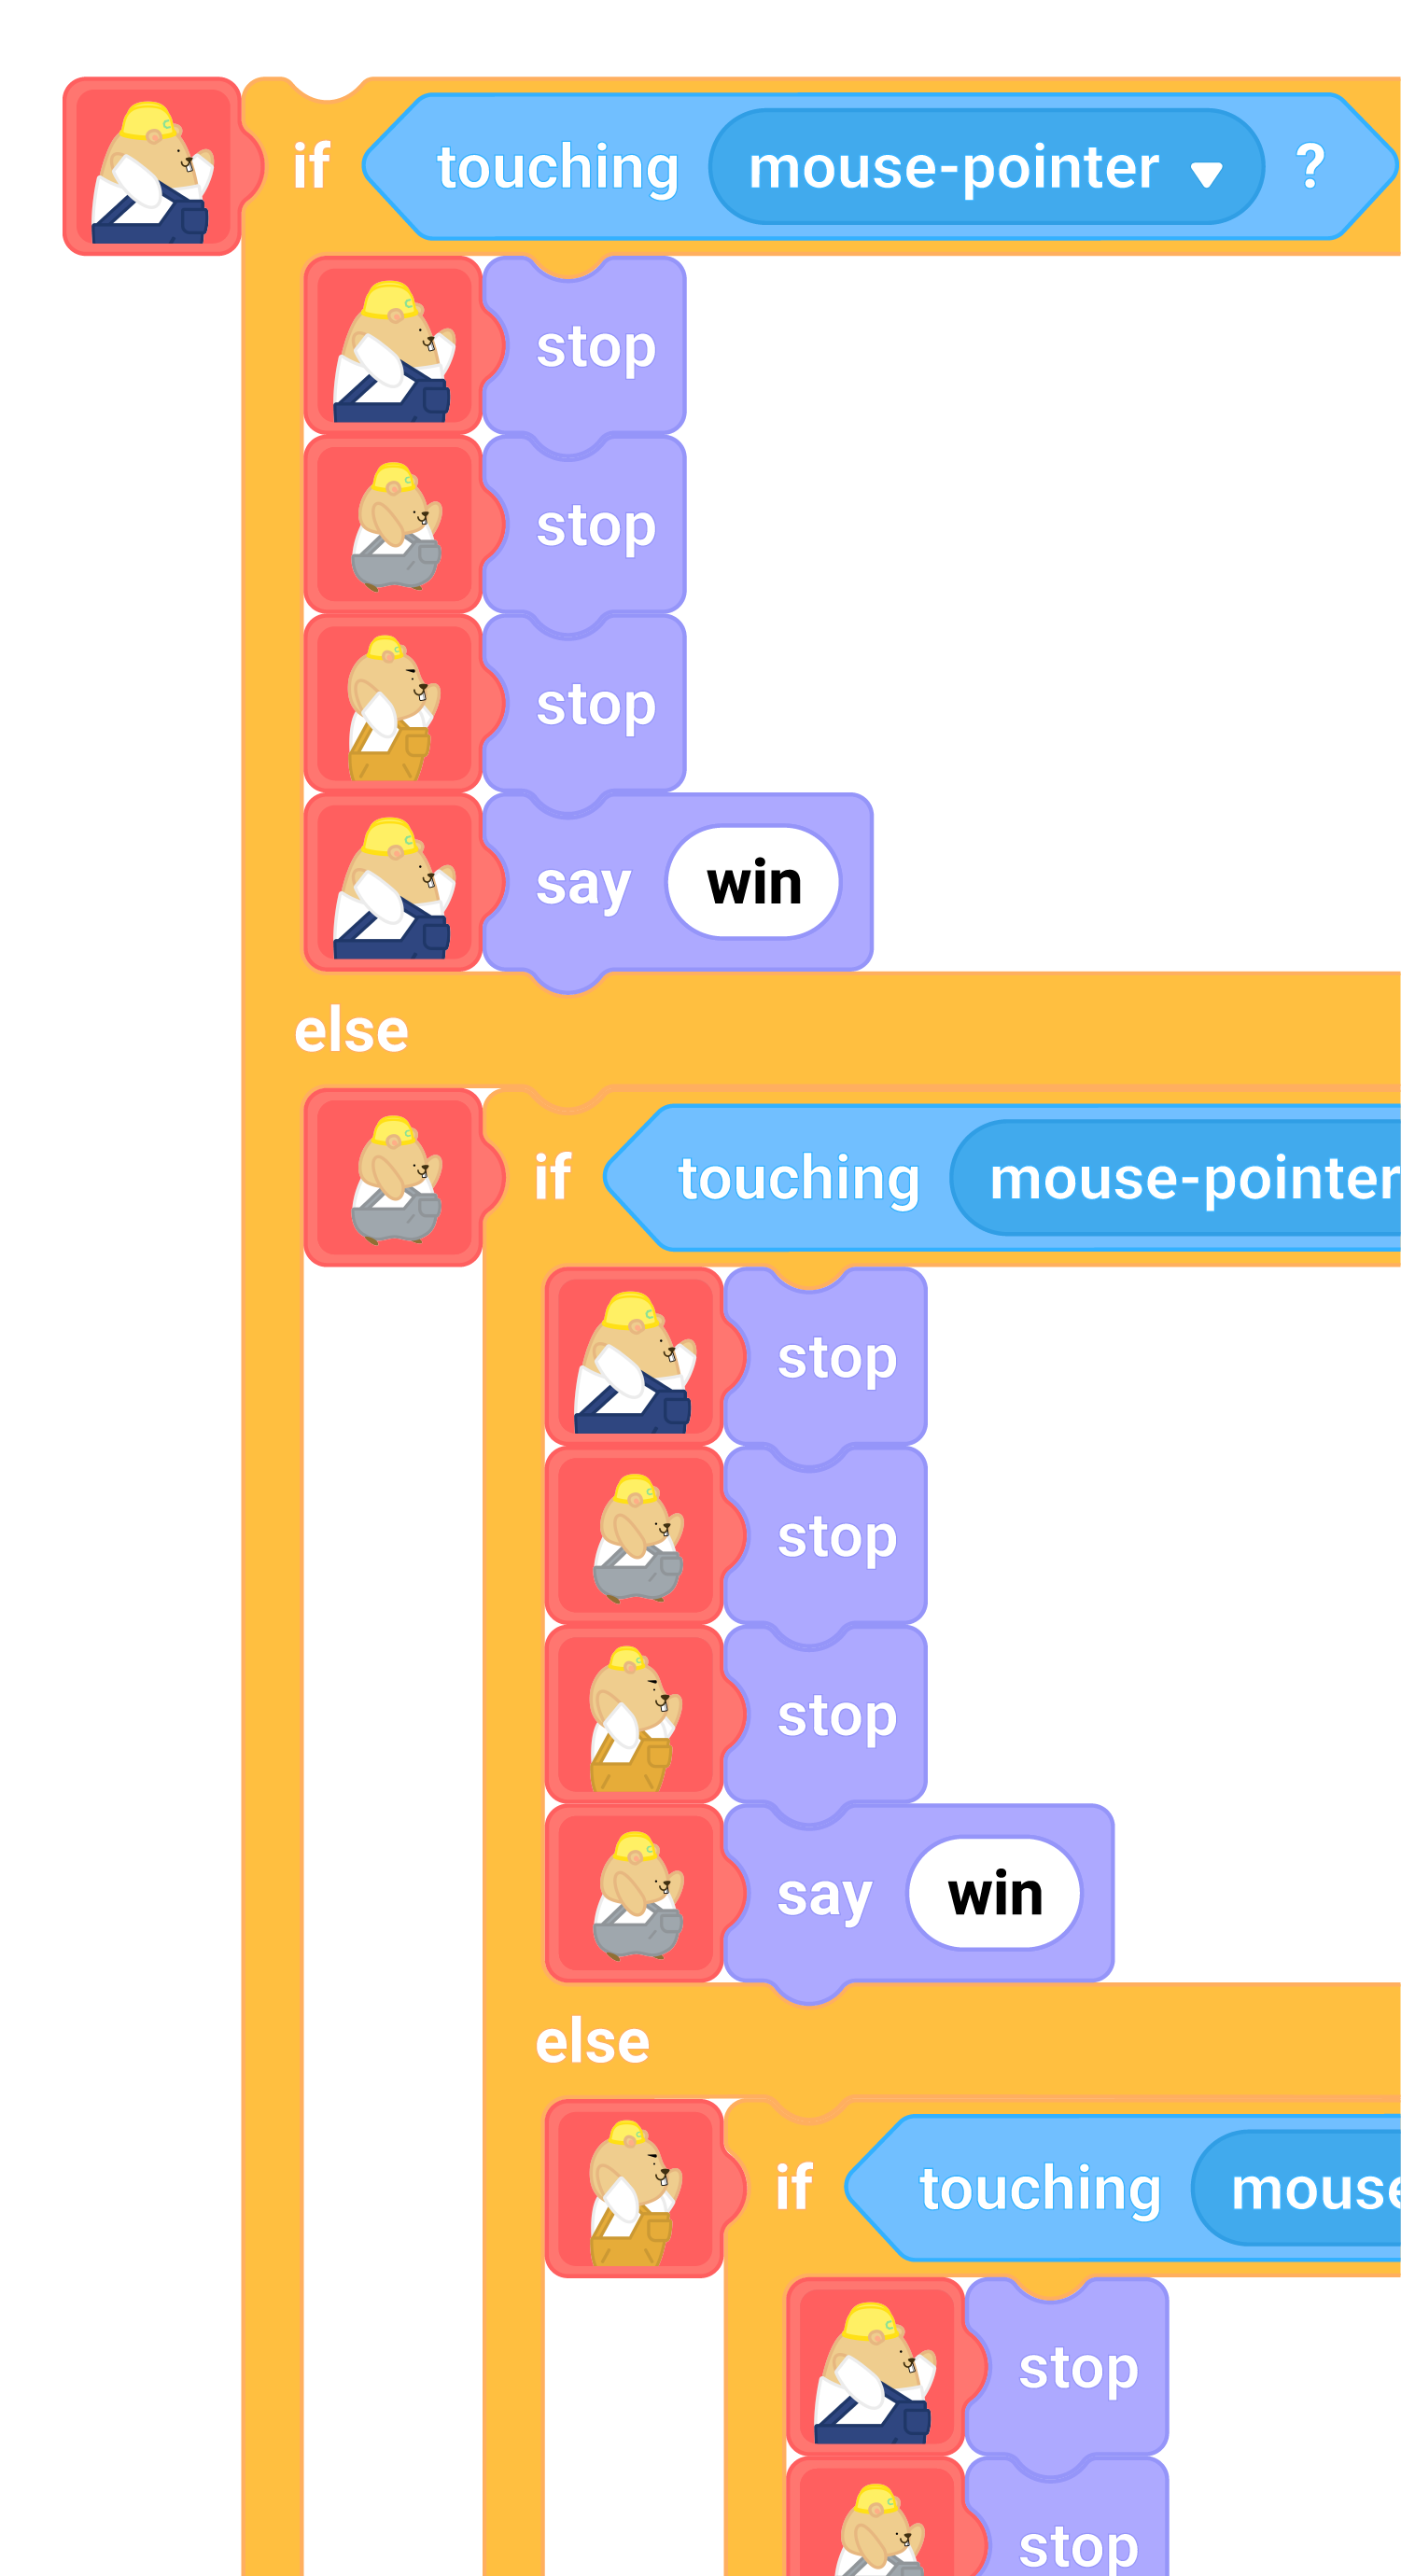 if touching mouse-pointer ?
stop
stop
stop
say win
else
if touching mouse-pointer
stop
stop
stop
say win
else
if touching mouse
stop
stop